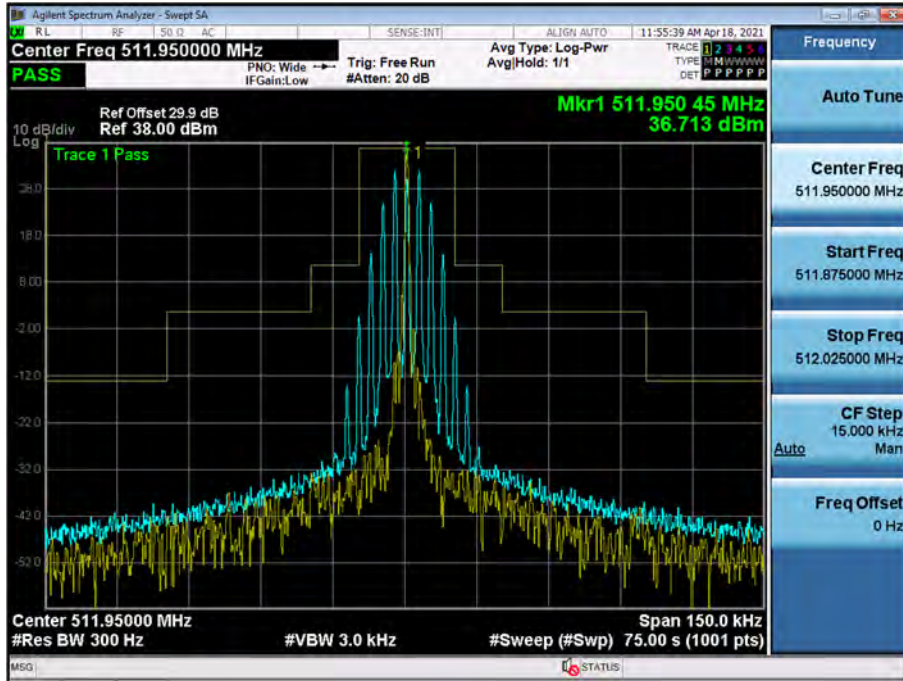 Agilent Spectrum Analyzer - Swept SA
RL RF 50 Ω AC SENSE:INT ALIGN AUTO 11:55:39 AM Apr 18, 2021
Center Freq 511.950000 MHz
PASS
PNO: Wide
IFGain:Low
Trig: Free Run
#Atten: 20 dB
Avg Type: Log-Pwr
Avg|Hold: 1/1
TRACE 1 2 3 4 5 6
TYPE M M W W W W
DET P P P P P P
Ref Offset 29.9 dB
10 dB/div Ref 38.00 dBm
Log
Mkr1 511.950 45 MHz
36.713 dBm
Trace 1 Pass
1
28.0
18.0
8.00
-2.00
-12.0
-22.0
-32.0
-42.0
-52.0
Center 511.95000 MHz
Span 150.0 kHz
#Res BW 300 Hz
#VBW 3.0 kHz
#Sweep (#Swp) 75.00 s (1001 pts)
MSG
STATUS
Frequency
Auto Tune
Center Freq
511.950000 MHz
Start Freq
511.875000 MHz
Stop Freq
512.025000 MHz
CF Step
15.000 kHz
Auto Man
Freq Offset
0 Hz